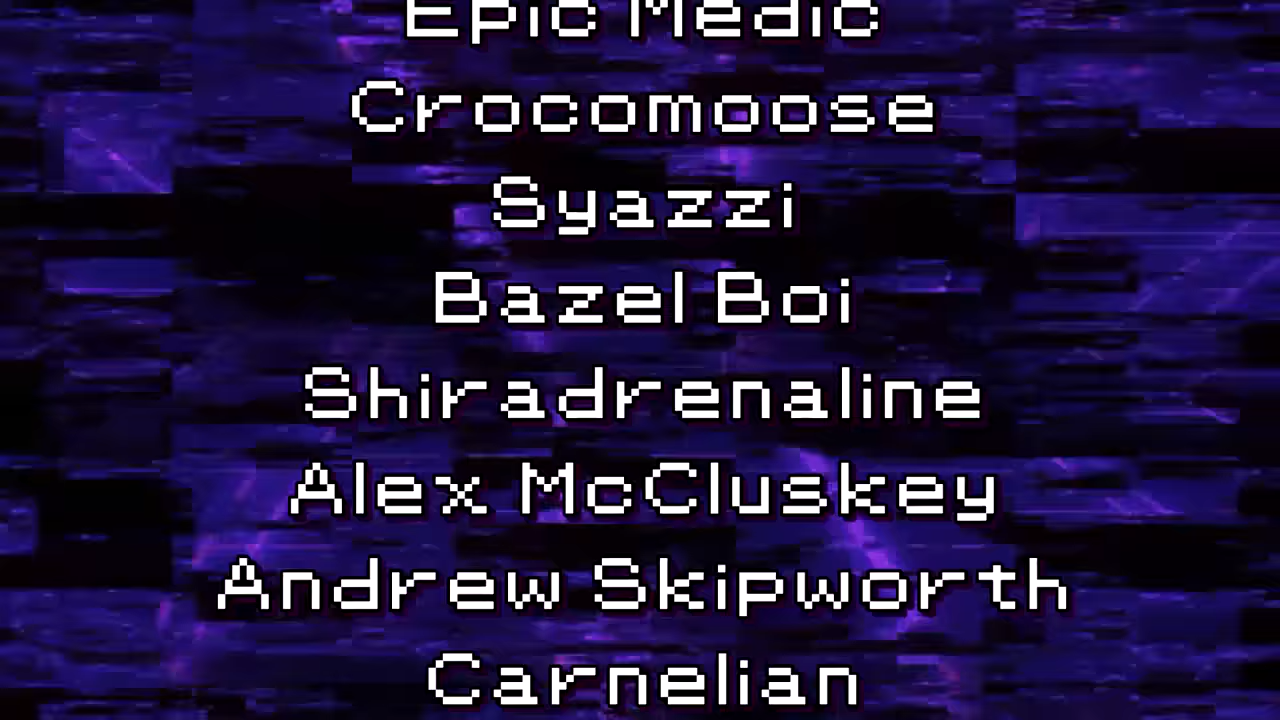 Epic Medic
Crocomoose
Syazzi
Bazel Boi
Shiradrenaline
Alex McCluskey
Andrew Skipworth
Carnelian